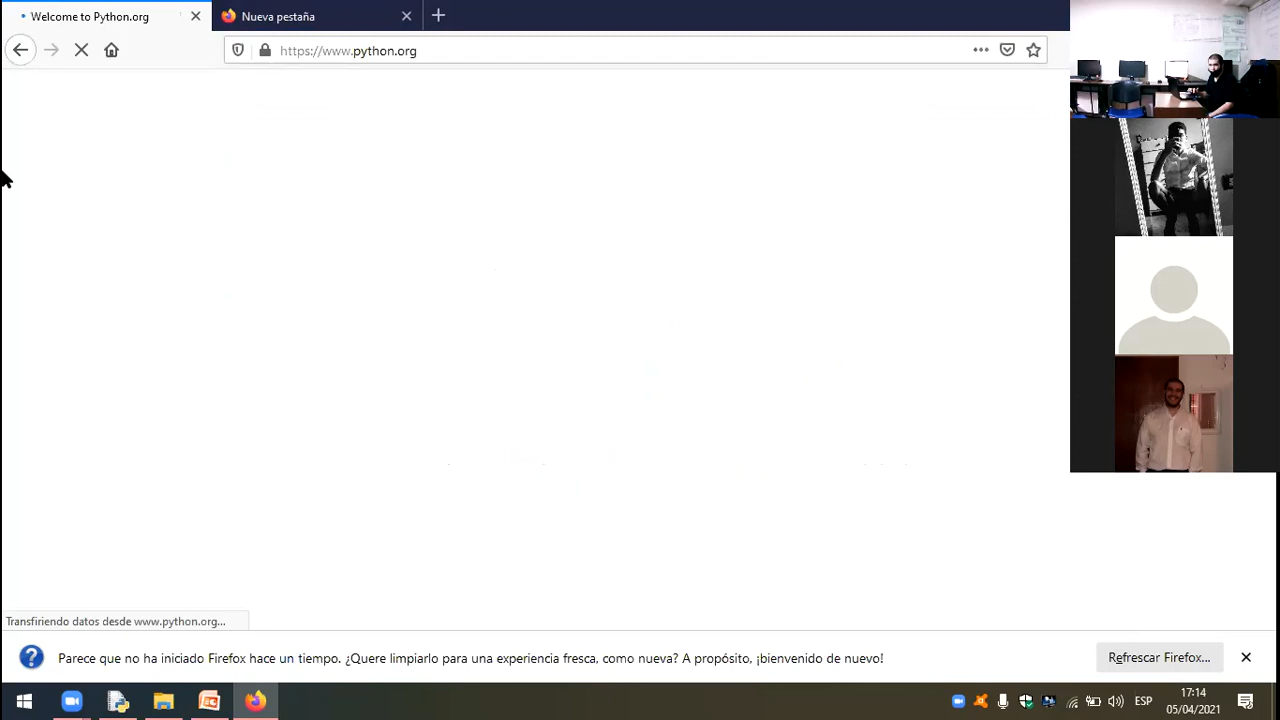 Welcome to Python.org
Nueva pestaña
https://www.python.org
Transfiriendo datos desde www.python.org...
Parece que no ha iniciado Firefox hace un tiempo. ¿Quere limpiarlo para una experiencia fresca, como nueva? A propósito, ¡bienvenido de nuevo!
Refrescar Firefox...
ESP
17:14
05/04/2021